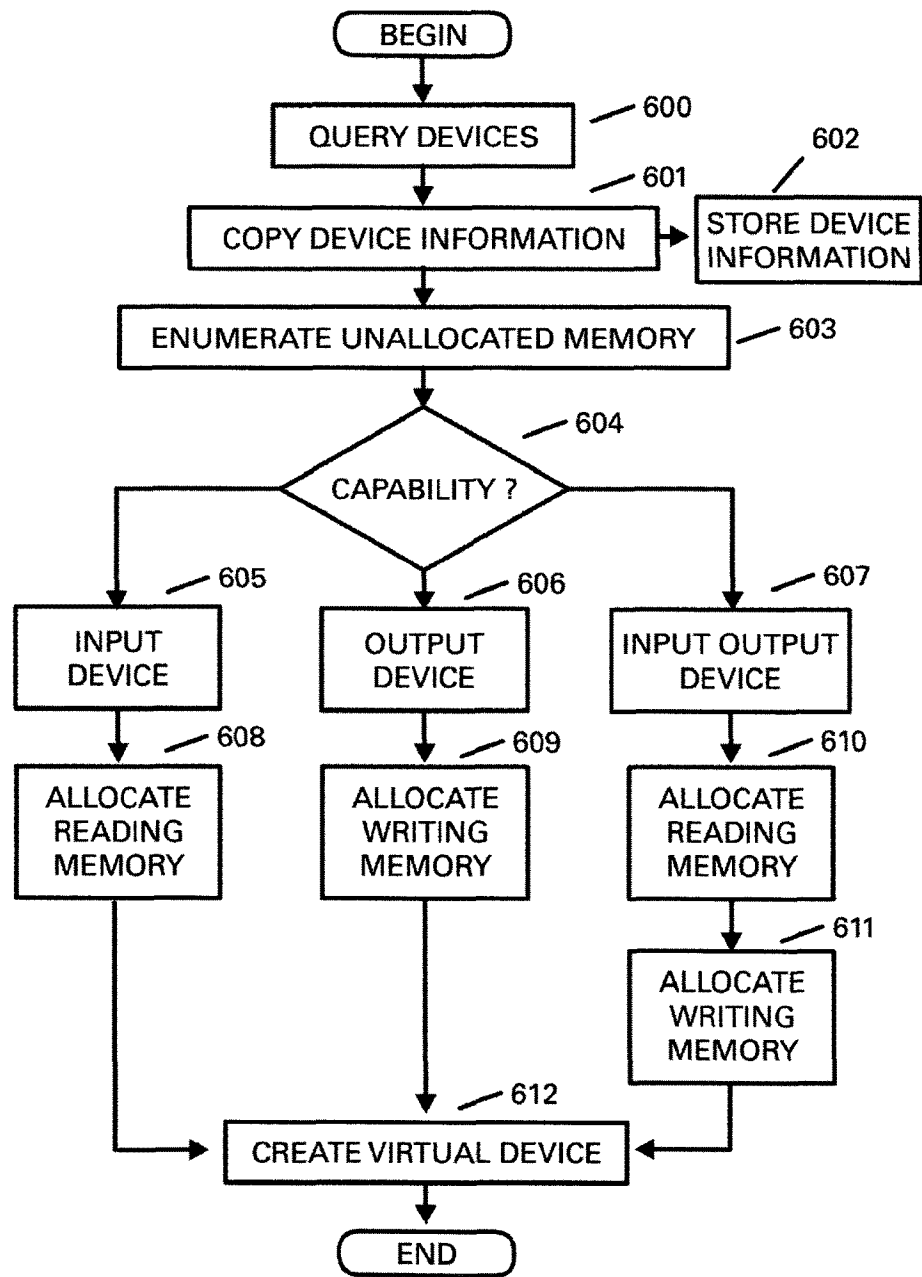 BEGIN
600
QUERY DEVICES
602
601
COPY DEVICE INFORMATION
STORE DEVICE
INFORMATION
ENUMERATE UNALLOCATED MEMORY
603
604
CAPABILITY ?
605
606
607
INPUT
DEVICE
OUTPUT
DEVICE
INPUT OUTPUT
DEVICE
608
609
610
ALLOCATE
READING
MEMORY
ALLOCATE
WRITING
MEMORY
ALLOCATE
READING
MEMORY
611
ALLOCATE
WRITING
MEMORY
612
CREATE VIRTUAL DEVICE
END